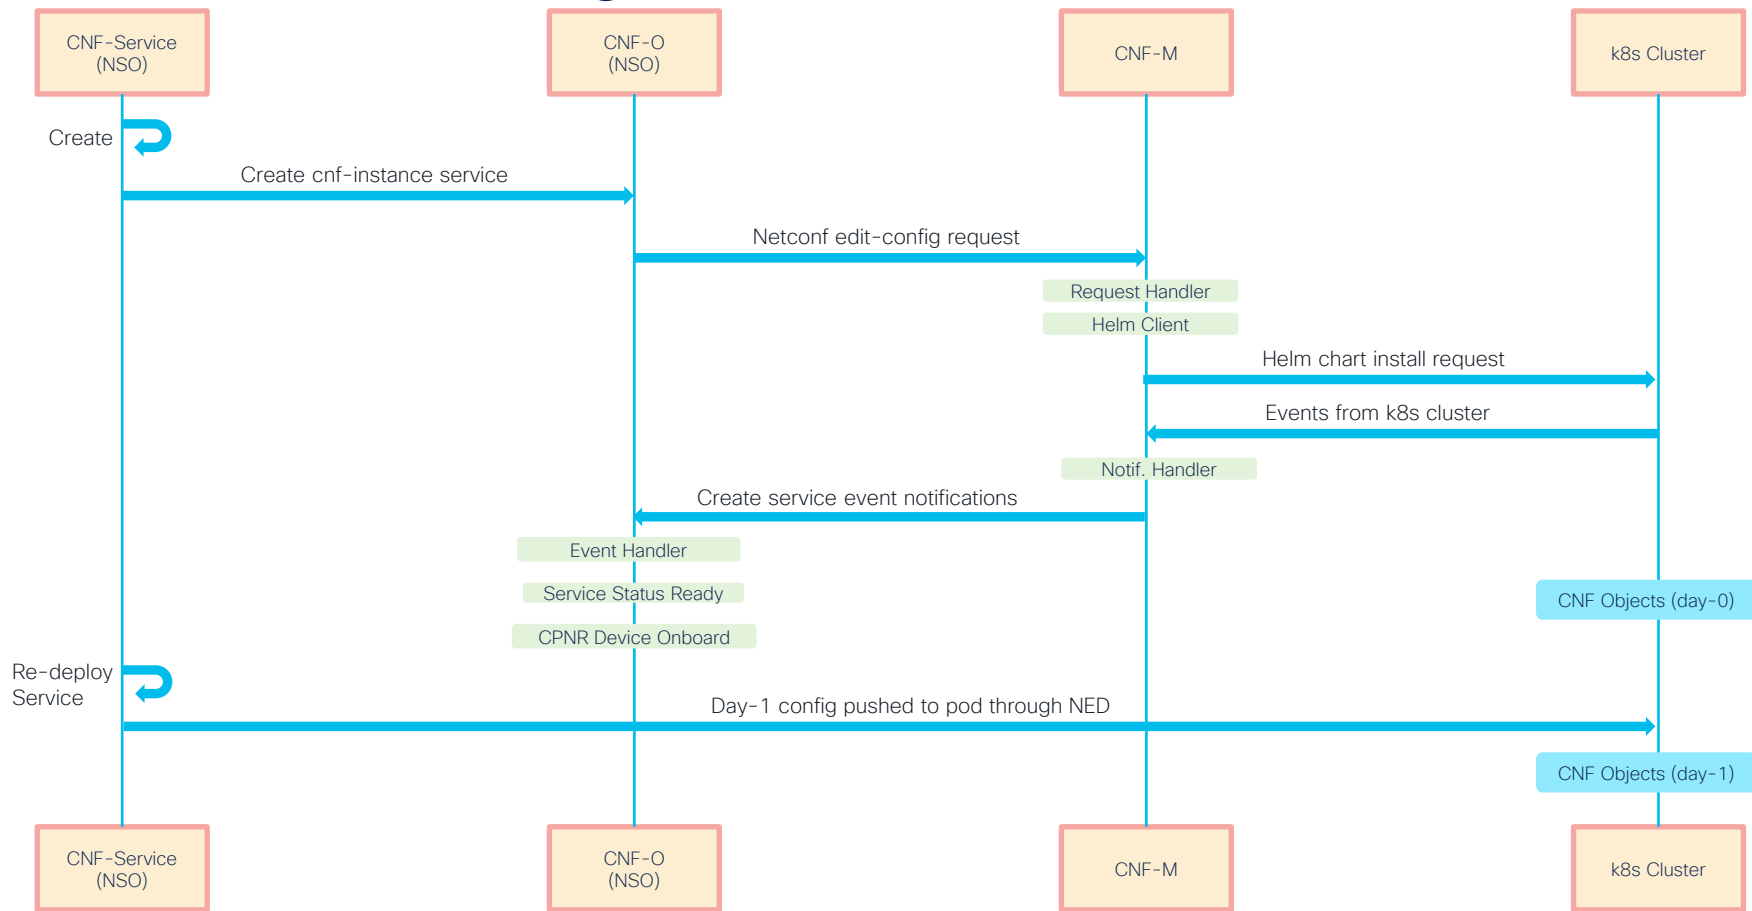 CNF-Service
(NSO)
CNF-O
(NSO)
CNF-M
k8s Cluster
Create
Create cnf-instance service
Netconf edit-config request
Request Handler
Helm Client
Helm chart install request
Events from k8s cluster
Notif. Handler
Create service event notifications
Event Handler
Service Status Ready
CNF Objects (day-0)
CPNR Device Onboard
Re-deploy
Service
Day-1 config pushed to pod through NED
CNF Objects (day-1)
CNF-Service
(NSO)
CNF-O
(NSO)
CNF-M
k8s Cluster